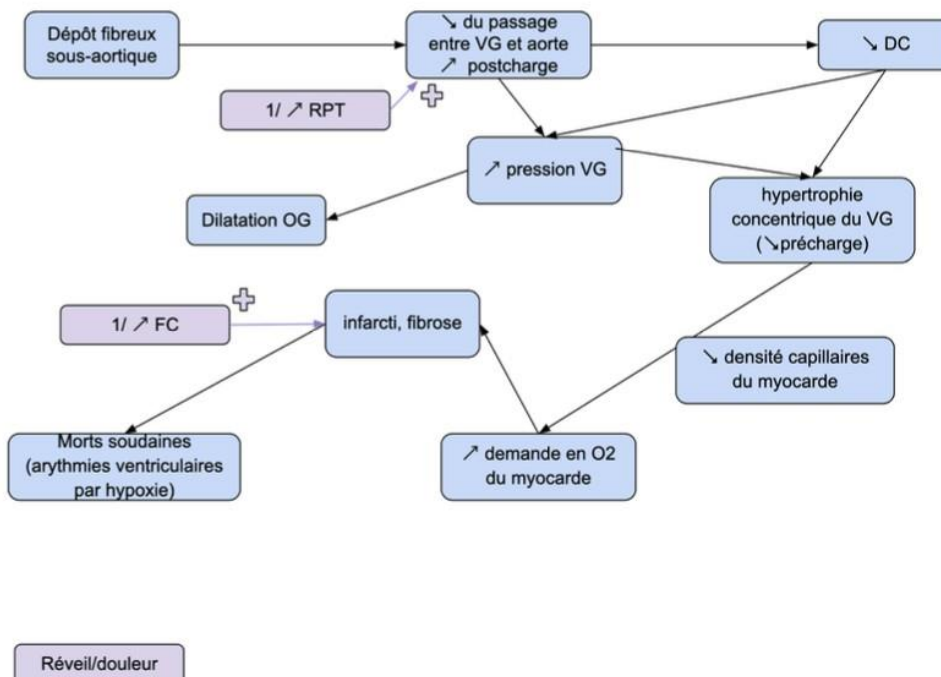 Dépôt fibreux
sous-aortique
↘ du passage
entre VG et aorte
↗ postcharge
↘ DC
1/ ↗ RPT
↗ pression VG
Dilatation OG
hypertrophie
concentrique du VG
(↘précharge)
1/ ↗ FC
infarcti, fibrose
↘ densité capillaires
du myocarde
Morts soudaines
(arythmies ventriculaires
par hypoxie)
↗ demande en O2
du myocarde
Réveil/douleur